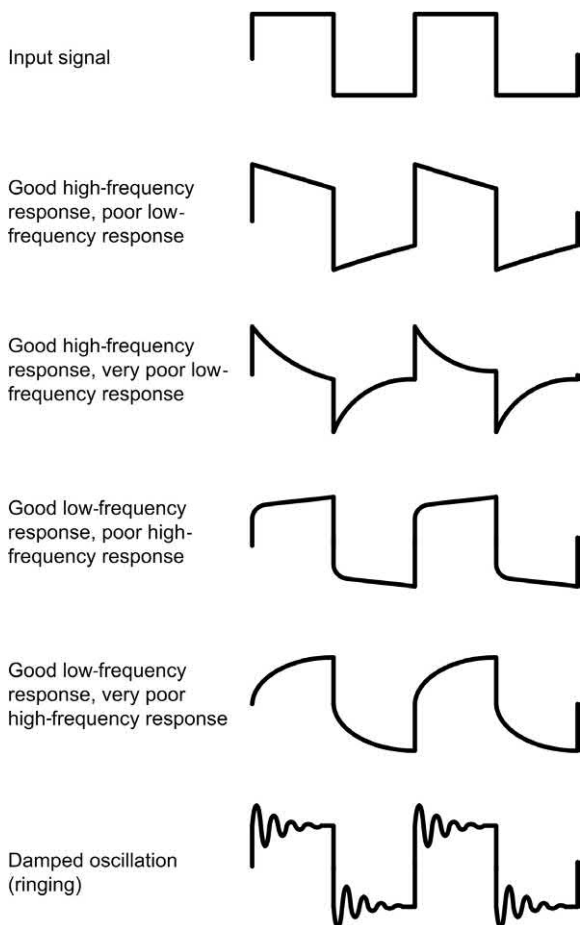 Input signal
Good high-frequency
response, poor low-
frequency response
Good high-frequency
response, very poor low-
frequency response
Good low-frequency
response, poor high-
frequency response
Good low-frequency
response, very poor
high-frequency response
Damped oscillation
(ringing)